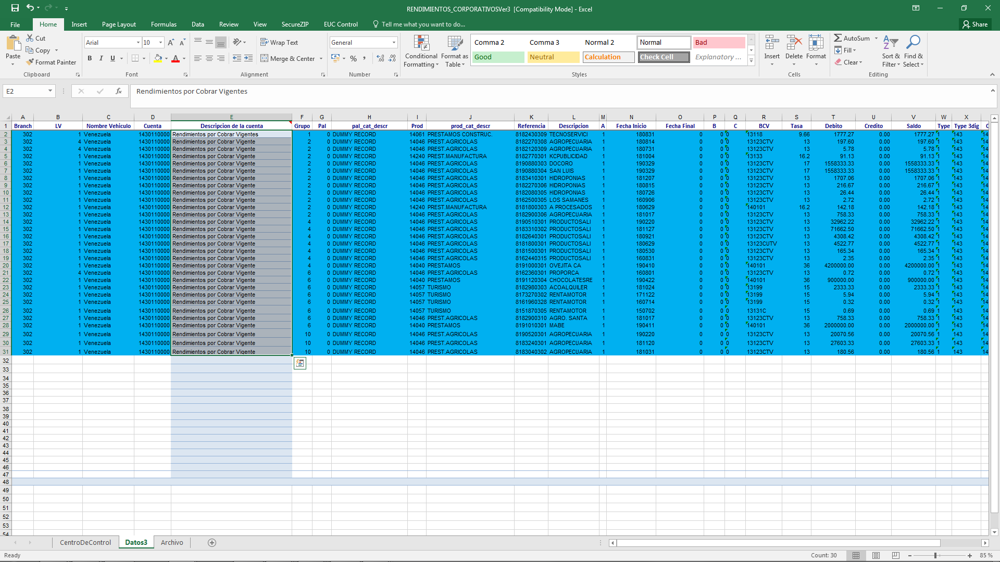 RENDIMIENTOS_CORPORATIVOSVer3 [Compatibility Mode] - Excel
File Home Insert Page Layout Formulas Data Review View SecureZIP EUC Control Tell me what you want to do... Share
Paste Cut Copy Format Painter Clipboard
Arial 10 B I U Font
Wrap Text Merge & Center Alignment
General % Number
Conditional Formatting Format as Table
Comma 2 Comma 3 Normal 2 Normal Bad
Good Neutral Calculation Check Cell Explanatory ...
Styles
Insert Delete Format Cells
AutoSum Fill Clear Sort & Filter Find & Select Editing
E2 fx Rendimientos por Cobrar Vigentes
A B C D E F G H I J K L M N O P Q R S T U V W X
1 Branch LV Nombre Vehiculo Cuenta Descripcion de la cuenta Grupo Pal pal_cat_descr Prod prod_cat_descr Referencia Descripcion A Fecha Inicio Fecha Final B C BCV Tasa Debito Credito Saldo Type Type 3dig C
2 302 1 Venezuela 1430110000 Rendimientos por Cobrar Vigentes 1 0 DUMMY RECORD 14061 PRESTAMOS CONSTRUC. 8182430309 TECNOSERVICI 1 180831 0 0 0 13118 9.66 1777.27 0.00 1777.27 1 143 14
3 302 4 Venezuela 1430110000 Rendimientos por Cobrar Vigente 2 0 DUMMY RECORD 14046 PREST.AGRICOLAS 8182270308 AGROPECUARIA 1 180814 0 0 0 13123CTV 13 197.60 0.00 197.60 1 143 14
4 302 4 Venezuela 1430110000 Rendimientos por Cobrar Vigente 2 0 DUMMY RECORD 14046 PREST.AGRICOLAS 8182120309 AGROPECUARIA 1 180731 0 0 0 13123CTV 13 5.78 0.00 5.78 1 143 14
5 302 1 Venezuela 1430110000 Rendimientos por Cobrar Vigente 2 0 DUMMY RECORD 14240 PREST.MANUFACTURA 8182770301 KCPUBLICIDAD 1 181004 0 0 0 13133 16.2 91.13 0.00 91.13 1 143 14
6 302 1 Venezuela 1430110000 Rendimientos por Cobrar Vigente 2 0 DUMMY RECORD 14046 PREST.AGRICOLAS 8190880303 DOCORO 1 190329 0 0 0 13123CTV 17 1558333.33 0.00 1558333.33 1 143 14
7 302 1 Venezuela 1430110000 Rendimientos por Cobrar Vigente 2 0 DUMMY RECORD 14046 PREST.AGRICOLAS 8190880304 SAN LUIS 1 190329 0 0 0 13123CTV 17 1558333.33 0.00 1558333.33 1 143 14
8 302 1 Venezuela 1430110000 Rendimientos por Cobrar Vigente 2 0 DUMMY RECORD 14046 PREST.AGRICOLAS 8183410301 HIDROPONIAS 1 181207 0 0 0 13123CTV 13 1707.06 0.00 1707.06 1 143 14
9 302 1 Venezuela 1430110000 Rendimientos por Cobrar Vigente 2 0 DUMMY RECORD 14046 PREST.AGRICOLAS 8182270306 HIDROPONIAS 1 180815 0 0 0 13123CTV 13 216.67 0.00 216.67 1 143 14
10 302 1 Venezuela 1430110000 Rendimientos por Cobrar Vigente 2 0 DUMMY RECORD 14046 PREST.AGRICOLAS 8182080305 HIDROPONIAS 1 180726 0 0 0 13123CTV 13 26.44 0.00 26.44 1 143 14
11 302 1 Venezuela 1430110000 Rendimientos por Cobrar Vigente 2 0 DUMMY RECORD 14046 PREST.AGRICOLAS 8162500305 LOS SAMANES 1 160906 0 0 0 13123CTV 13 2.72 0.00 2.72 1 143 14
12 302 1 Venezuela 1430110000 Rendimientos por Cobrar Vigente 2 0 DUMMY RECORD 14240 PREST.MANUFACTURA 8181800303 A PROCESADOS 1 180629 0 0 0 140101 16.2 142.18 0.00 142.18 1 143 14
13 302 1 Venezuela 1430110000 Rendimientos por Cobrar Vigente 2 0 DUMMY RECORD 14046 PREST.AGRICOLAS 8182900306 AGROPECUARIA 1 181017 0 0 0 13123CTV 13 758.33 0.00 758.33 1 143 14
14 302 1 Venezuela 1430110000 Rendimientos por Cobrar Vigente 4 0 DUMMY RECORD 14046 PREST.AGRICOLAS 8190510301 PRODUCTOSALI 1 190220 0 0 0 13123CTV 13 32962.22 0.00 32962.22 1 143 14
15 302 1 Venezuela 1430110000 Rendimientos por Cobrar Vigente 4 0 DUMMY RECORD 14046 PREST.AGRICOLAS 8183310302 PRODUCTOSALI 1 181127 0 0 0 13123CTV 13 71662.50 0.00 71662.50 1 143 14
16 302 1 Venezuela 1430110000 Rendimientos por Cobrar Vigente 4 0 DUMMY RECORD 14046 PREST.AGRICOLAS 8182640301 PRODUCTOSALI 1 180921 0 0 0 13123CTV 13 4308.42 0.00 4308.42 1 143 14
17 302 1 Venezuela 1430110000 Rendimientos por Cobrar Vigente 4 0 DUMMY RECORD 14046 PREST.AGRICOLAS 8181800301 PRODUCTOSALI 1 180629 0 0 0 13123CUTV 13 4522.77 0.00 4522.77 1 143 14
18 302 1 Venezuela 1430110000 Rendimientos por Cobrar Vigente 4 0 DUMMY RECORD 14046 PREST.AGRICOLAS 8181500301 PRODUCTOSALI 1 180530 0 0 0 13123CTV 13 165.34 0.00 165.34 1 143 14
19 302 1 Venezuela 1430110000 Rendimientos por Cobrar Vigente 4 0 DUMMY RECORD 14046 PREST.AGRICOLAS 8162440315 PRODUCTOSALI 1 160831 0 0 0 13123CTV 13 2.35 0.00 2.35 1 143 14
20 302 1 Venezuela 1430110000 Rendimientos por Cobrar Vigente 4 0 DUMMY RECORD 14040 PRESTAMOS 8191000301 OVEJITA CA 1 190410 0 0 0 140101 36 4200000.00 0.00 4200000.00 1 143 14
21 302 4 Venezuela 1430110000 Rendimientos por Cobrar Vigente 6 0 DUMMY RECORD 14046 PREST.AGRICOLAS 8162360301 PROPORCA 1 160801 0 0 0 13123CTV 13 0.72 0.00 0.72 1 143 14
22 302 1 Venezuela 1430110000 Rendimientos por Cobrar Vigente 6 0 DUMMY RECORD 14040 PRESTAMOS 8191120304 CHOCOLATESRE 1 190422 0 0 0 140101 36 900000.00 0.00 900000.00 1 143 14
23 302 1 Venezuela 1430110000 Rendimientos por Cobrar Vigente 6 0 DUMMY RECORD 14057 TURISMO 8182980303 ACOALQUILER 1 181024 0 0 0 13199 15 2333.33 0.00 2333.33 1 143 14
24 302 1 Venezuela 1430110000 Rendimientos por Cobrar Vigente 6 0 DUMMY RECORD 14057 TURISMO 8173270302 RENTAMOTOR 1 171122 0 0 0 13199 15 5.94 0.00 5.94 1 143 14
25 302 1 Venezuela 1430110000 Rendimientos por Cobrar Vigente 6 0 DUMMY RECORD 14057 TURISMO 8161960328 RENTAMOTOR 1 160714 0 0 0 13199 15 0.32 0.00 0.32 1 143 14
26 302 1 Venezuela 1430110000 Rendimientos por Cobrar Vigente 6 0 DUMMY RECORD 14057 TURISMO 8151870305 RENTAMOTOR 1 150702 0 0 0 13131C 15 0.69 0.00 0.69 1 143 14
27 302 1 Venezuela 1430110000 Rendimientos por Cobrar Vigente 6 0 DUMMY RECORD 14046 PREST.AGRICOLAS 8182900310 AGRO. SANTA 1 181017 0 0 0 13123CTV 13 758.33 0.00 758.33 1 143 14
28 302 1 Venezuela 1430110000 Rendimientos por Cobrar Vigente 6 0 DUMMY RECORD 14040 PRESTAMOS 8191010301 MABE 1 190411 0 0 0 140101 36 2000000.00 0.00 2000000.00 1 143 14
29 302 1 Venezuela 1430110000 Rendimientos por Cobrar Vigente 10 0 DUMMY RECORD 14046 PREST.AGRICOLAS 8190520301 AGROPECUARIA 1 190220 0 0 0 13123CTV 13 20070.56 0.00 20070.56 1 143 14
30 302 1 Venezuela 1430110000 Rendimientos por Cobrar Vigente 10 0 DUMMY RECORD 14046 PREST.AGRICOLAS 8183240301 AGROPECUARIA 1 181120 0 0 0 13123CTV 13 27603.33 0.00 27603.33 1 143 14
31 302 1 Venezuela 1430110000 Rendimientos por Cobrar Vigente 10 0 DUMMY RECORD 14046 PREST.AGRICOLAS 8183040302 AGROPECUARIA 1 181031 0 0 0 13123CTV 13 180.56 0.00 180.56 1 143 14
32
33
34
35
36
37
38
39
40
41
42
43
44
45
46
47
48
49
50
51
52
53
54
CentroDeControl Datos3 Archivo
Ready Count: 30 85 %